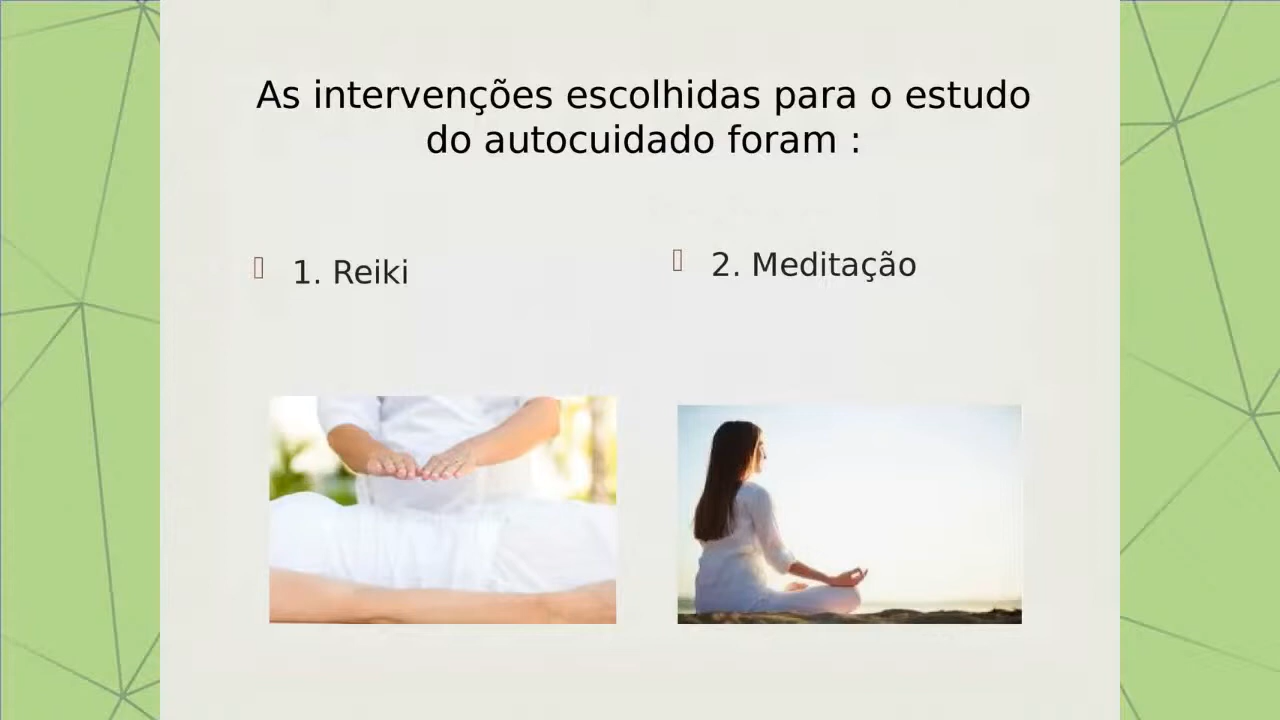 As intervenções escolhidas para o estudo
do autocuidado foram :
1. Reiki
2. Meditação